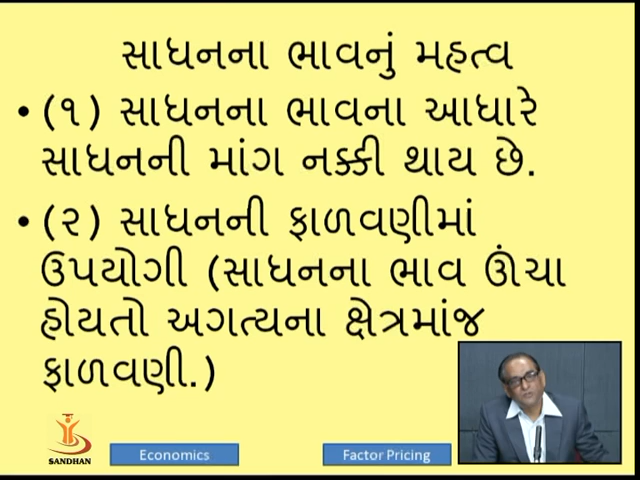 સાધનના ભાવનું મહત્વ
• (૧) સાધનના ભાવના આધારે
સાધનની માંગ નક્કી થાય છે.
• (૨) સાધનની ફાળવણીમાં
ઉપયોગી (સાધનના ભાવ ઊંચા
હોયતો અગત્યના ક્ષેત્રમાંજ
ફાળવણી.)
SANDHAN
Economics
Factor Pricing